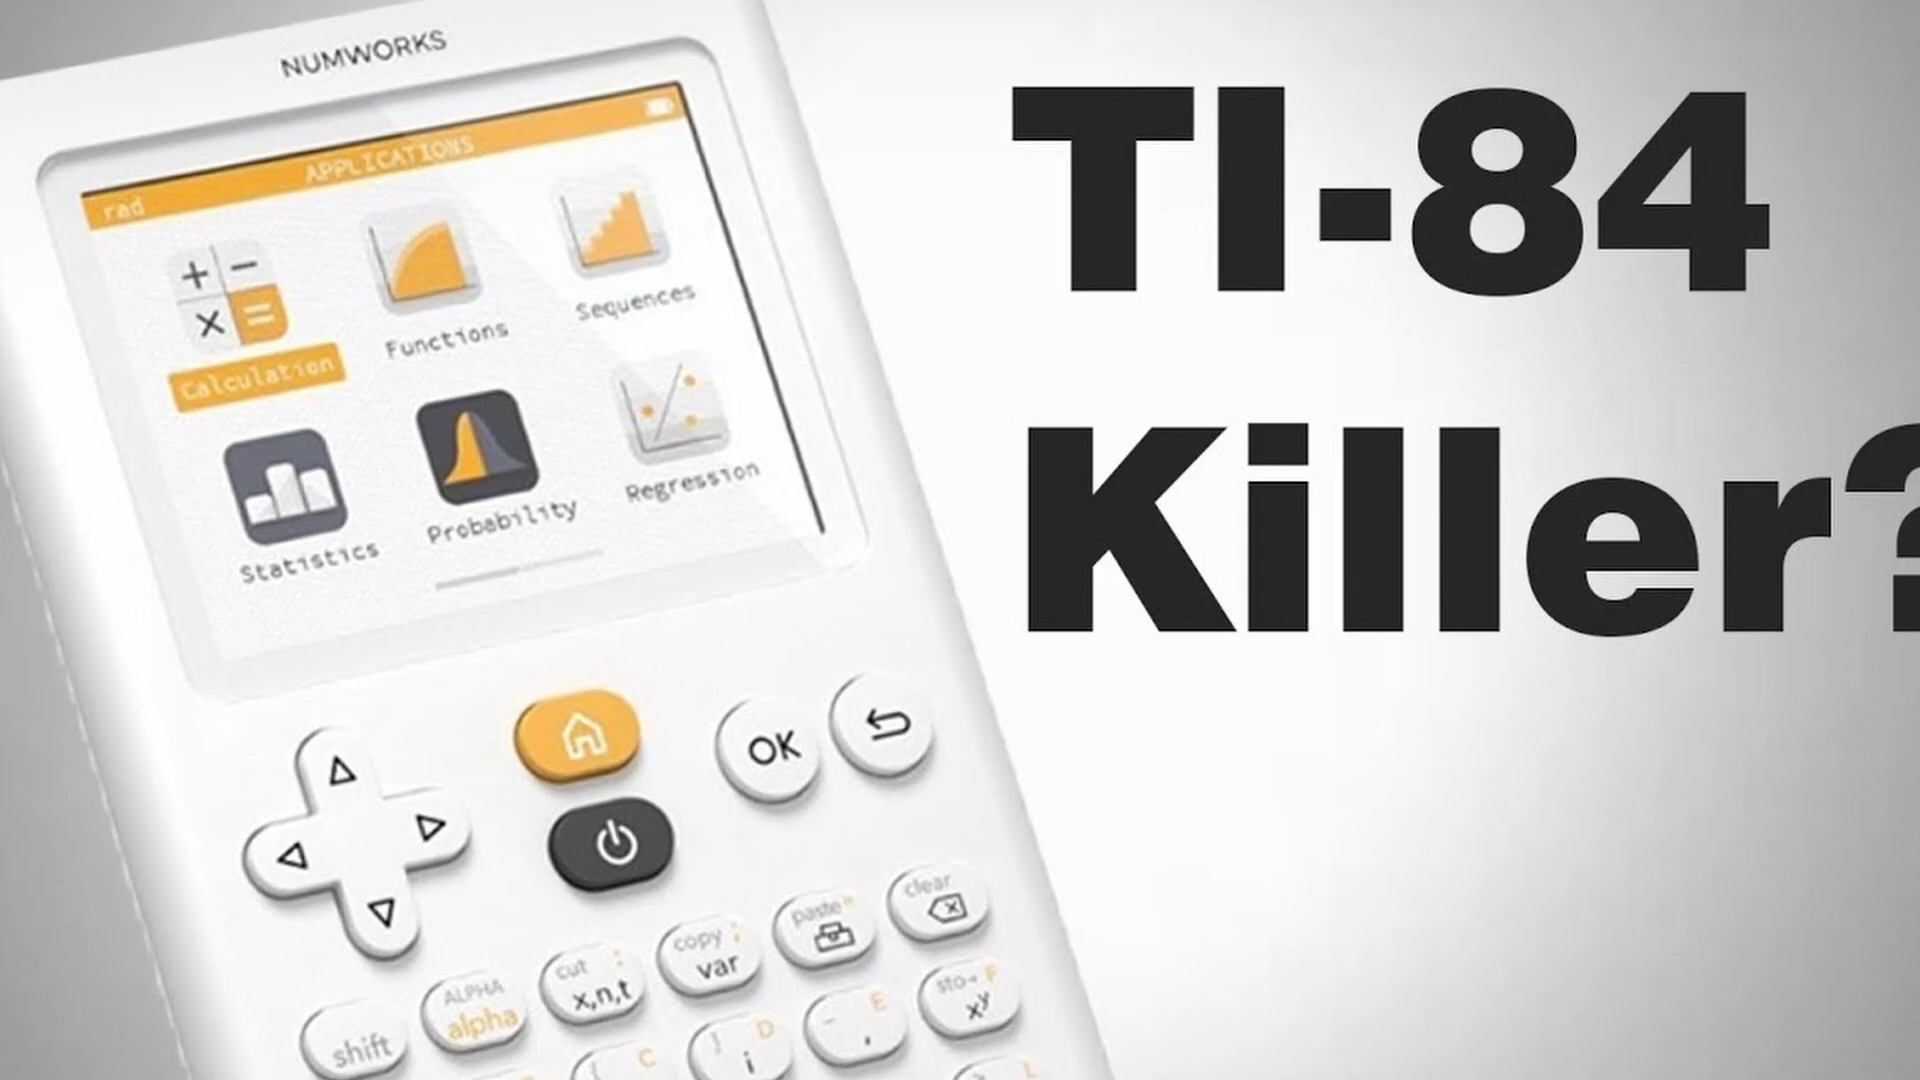 NUMWORKS
APPLICATIONS
rad
Calculation
Functions
Sequences
Statistics
Probability
Regression
TI-84
Killer?
OK
shift
ALPHA
alpha
cut :
x,n,t
copy ;
var
paste "
clear
[ C
] D
i
_ E
,
sto→ F
xʸ